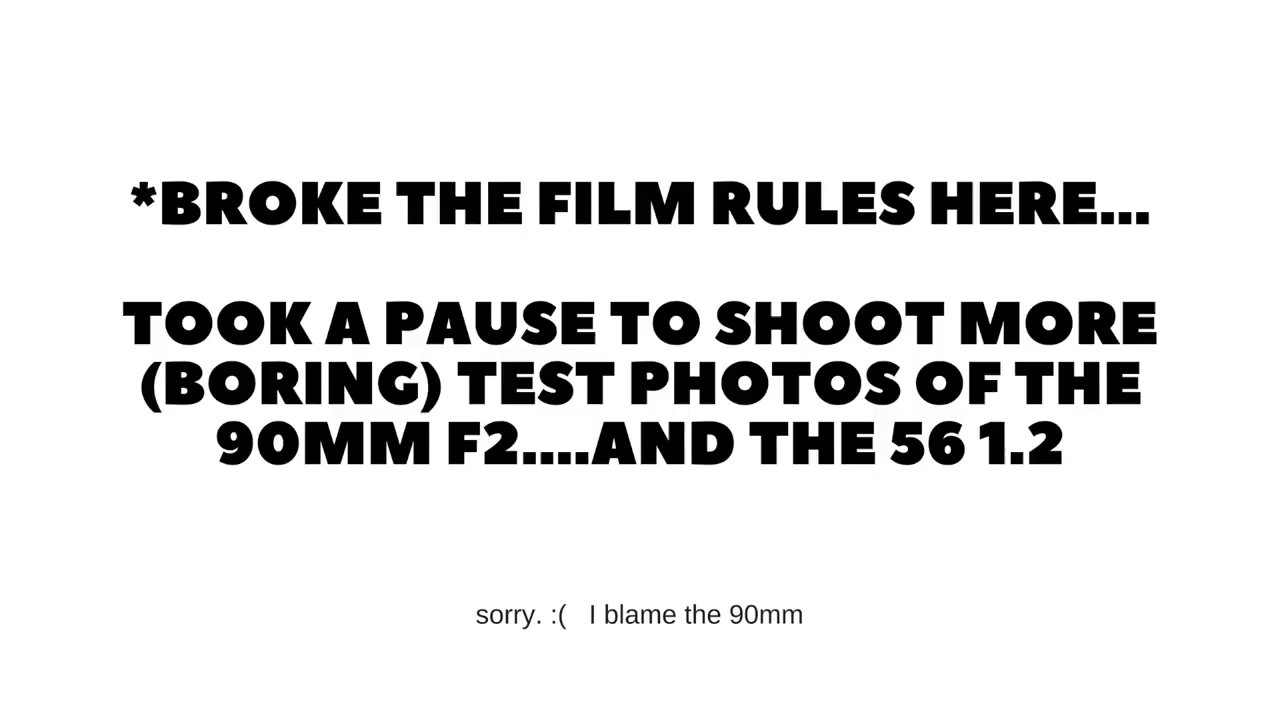 *BROKE THE FILM RULES HERE...
TOOK A PAUSE TO SHOOT MORE
(BORING) TEST PHOTOS OF THE
90MM F2....AND THE 56 1.2
sorry. :(   I blame the 90mm